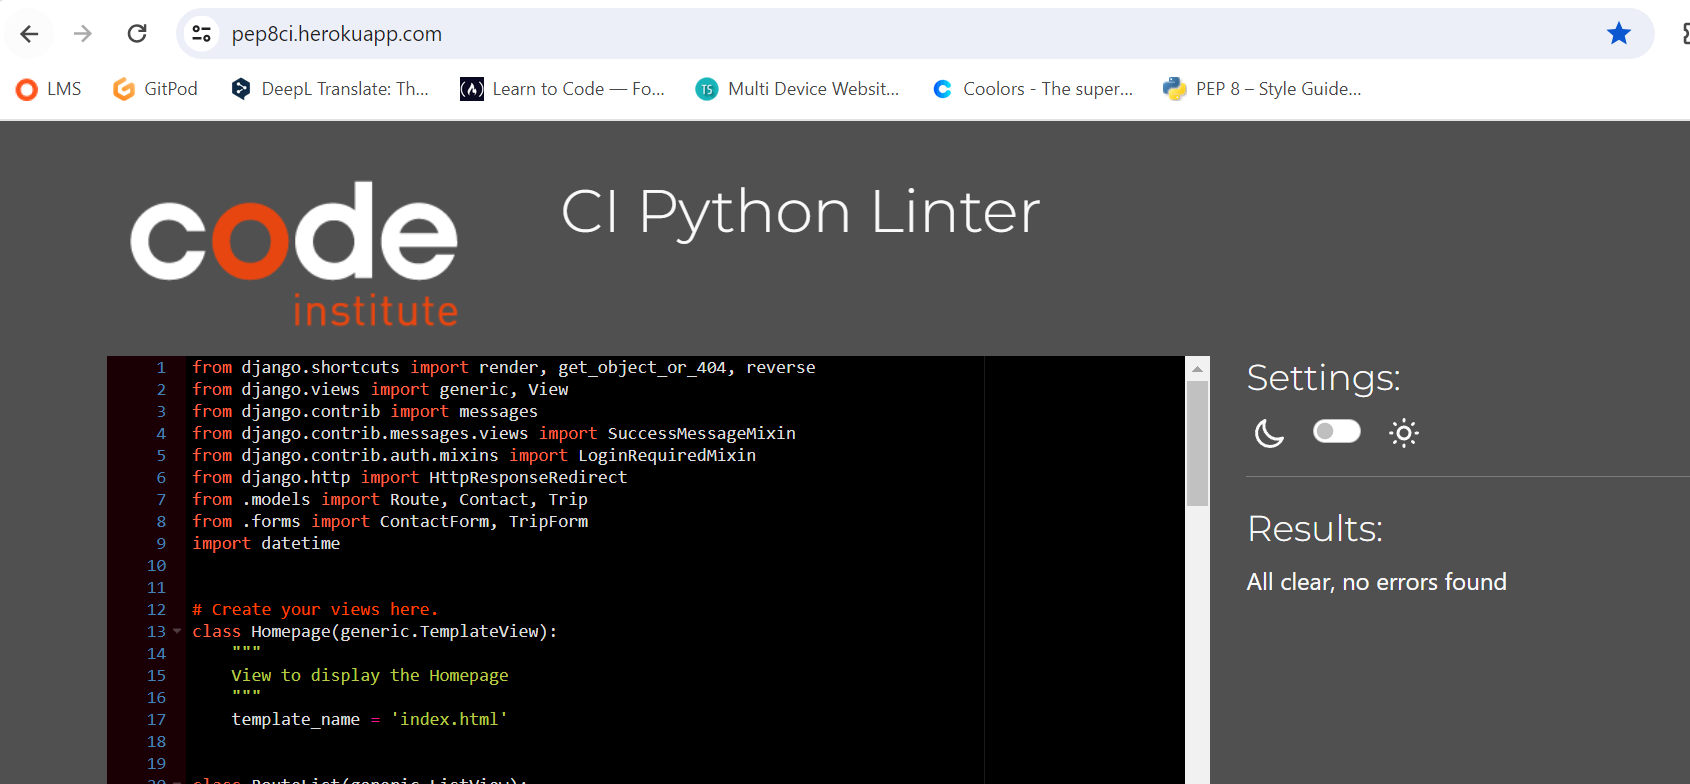 pep8ci.herokuapp.com
LMS GitPod DeepL Translate: Th... Learn to Code — Fo... TS Multi Device Websit... Coolors - The super... PEP 8 – Style Guide...
code
institute
CI Python Linter
1 from django.shortcuts import render, get_object_or_404, reverse
2 from django.views import generic, View
3 from django.contrib import messages
4 from django.contrib.messages.views import SuccessMessageMixin
5 from django.contrib.auth.mixins import LoginRequiredMixin
6 from django.http import HttpResponseRedirect
7 from .models import Route, Contact, Trip
8 from .forms import ContactForm, TripForm
9 import datetime
10
11
12 # Create your views here.
13 class Homepage(generic.TemplateView):
14 """
15 View to display the Homepage
16 """
17 template_name = 'index.html'
18
19
20 class RouteList(generic.ListView):
Settings:
Results:
All clear, no errors found